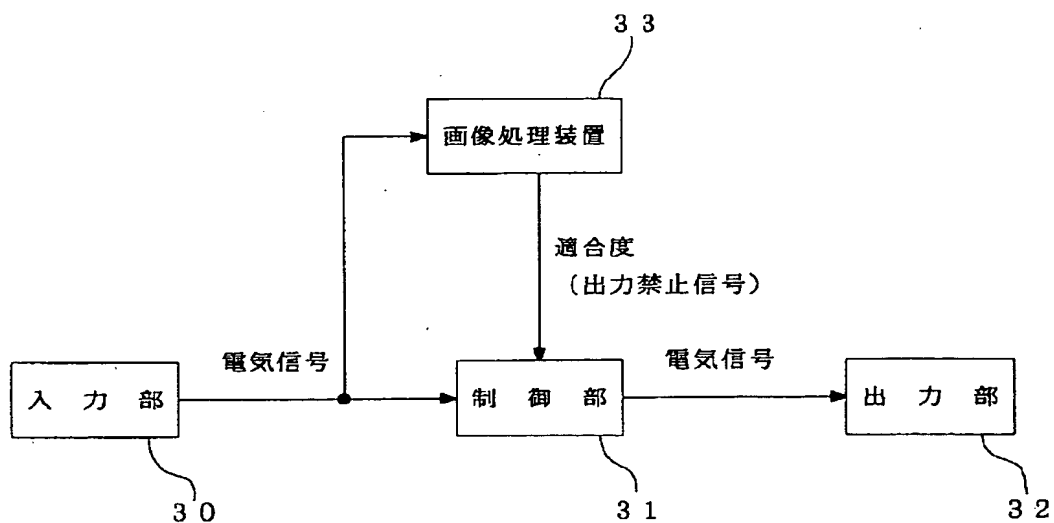 ３３
画像処理装置
適合度
（出力禁止信号）
電気信号
電気信号
入力部
制御部
出力部
３０
３１
３２